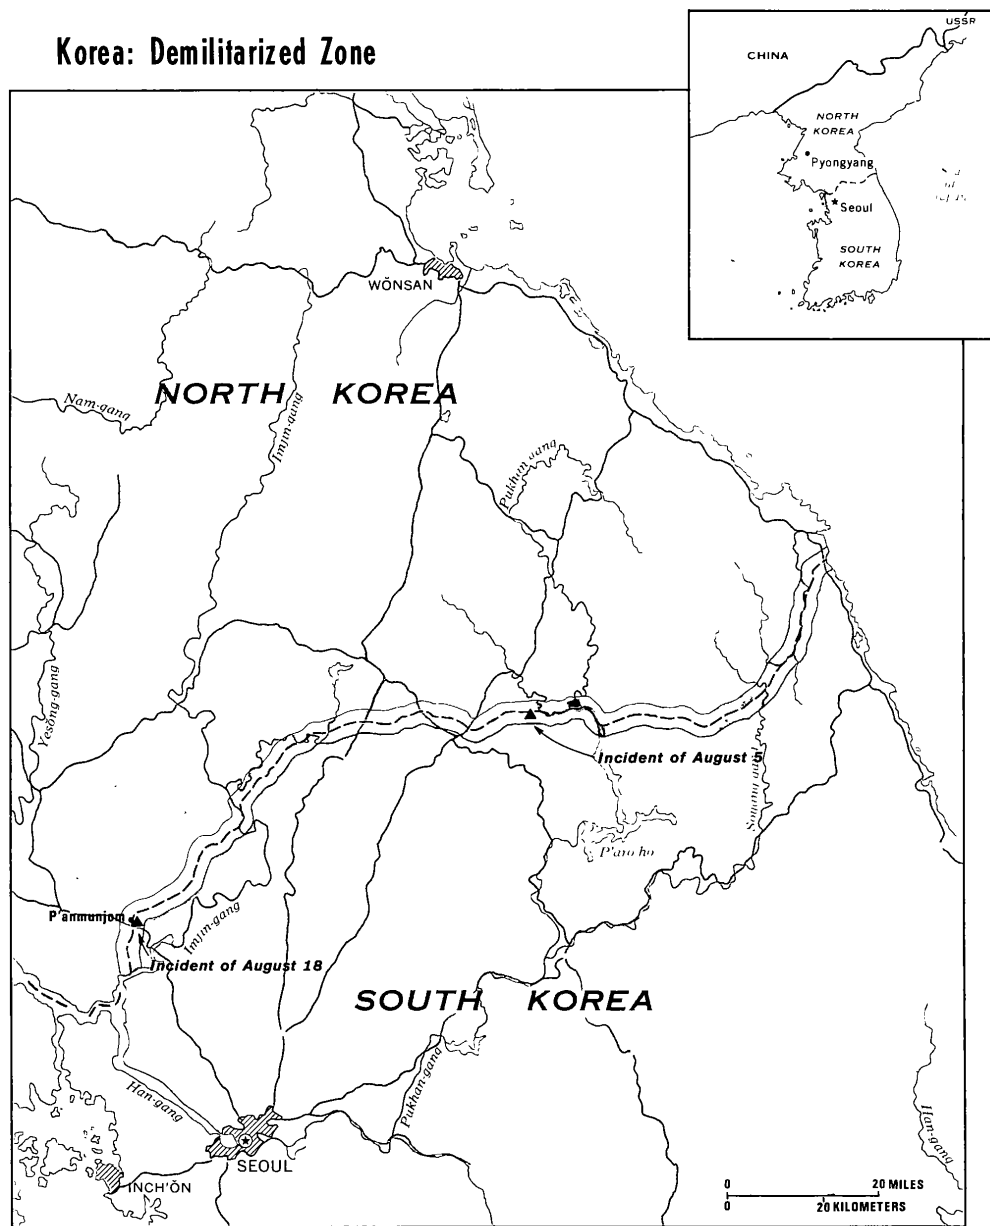 Korea: Demilitarized Zone
USSR
CHINA
NORTH
KOREA
Pyongyang
Seoul
SOUTH
KOREA
WŎNSAN
NORTH KOREA
Nam-gang
Imjin-gang
Pukhan-gang
Yesŏng-gang
Incident of August 5
P'aro ho
P'anmunjom
Imjin-gang
Incident of August 18
SOUTH KOREA
Han-gang
Pukhan-gang
Han-gang
SEOUL
INCH'ŎN
0 20 MILES
0 20 KILOMETERS